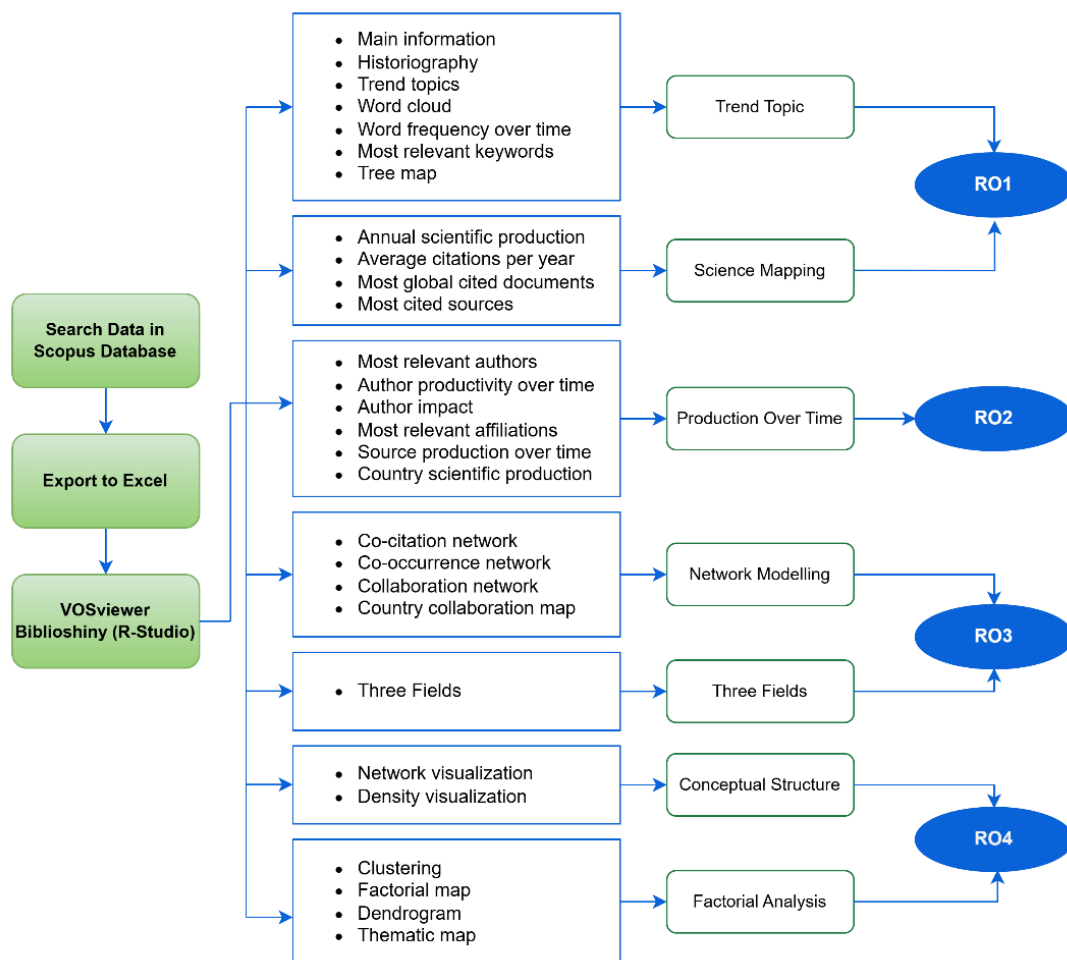 Search Data in
Scopus Database
Export to Excel
VOSviewer
Biblioshiny (R-Studio)
Main information
Historiography
Trend topics
Word cloud
Word frequency over time
Most relevant keywords
Tree map
Trend Topic
RO1
Annual scientific production
Average citations per year
Most global cited documents
Most cited sources
Science Mapping
Most relevant authors
Author productivity over time
Author impact
Most relevant affiliations
Source production over time
Country scientific production
Production Over Time
RO2
Co-citation network
Co-occurrence network
Collaboration network
Country collaboration map
Network Modelling
RO3
Three Fields
Three Fields
Network visualization
Density visualization
Conceptual Structure
RO4
Clustering
Factorial map
Dendrogram
Thematic map
Factorial Analysis